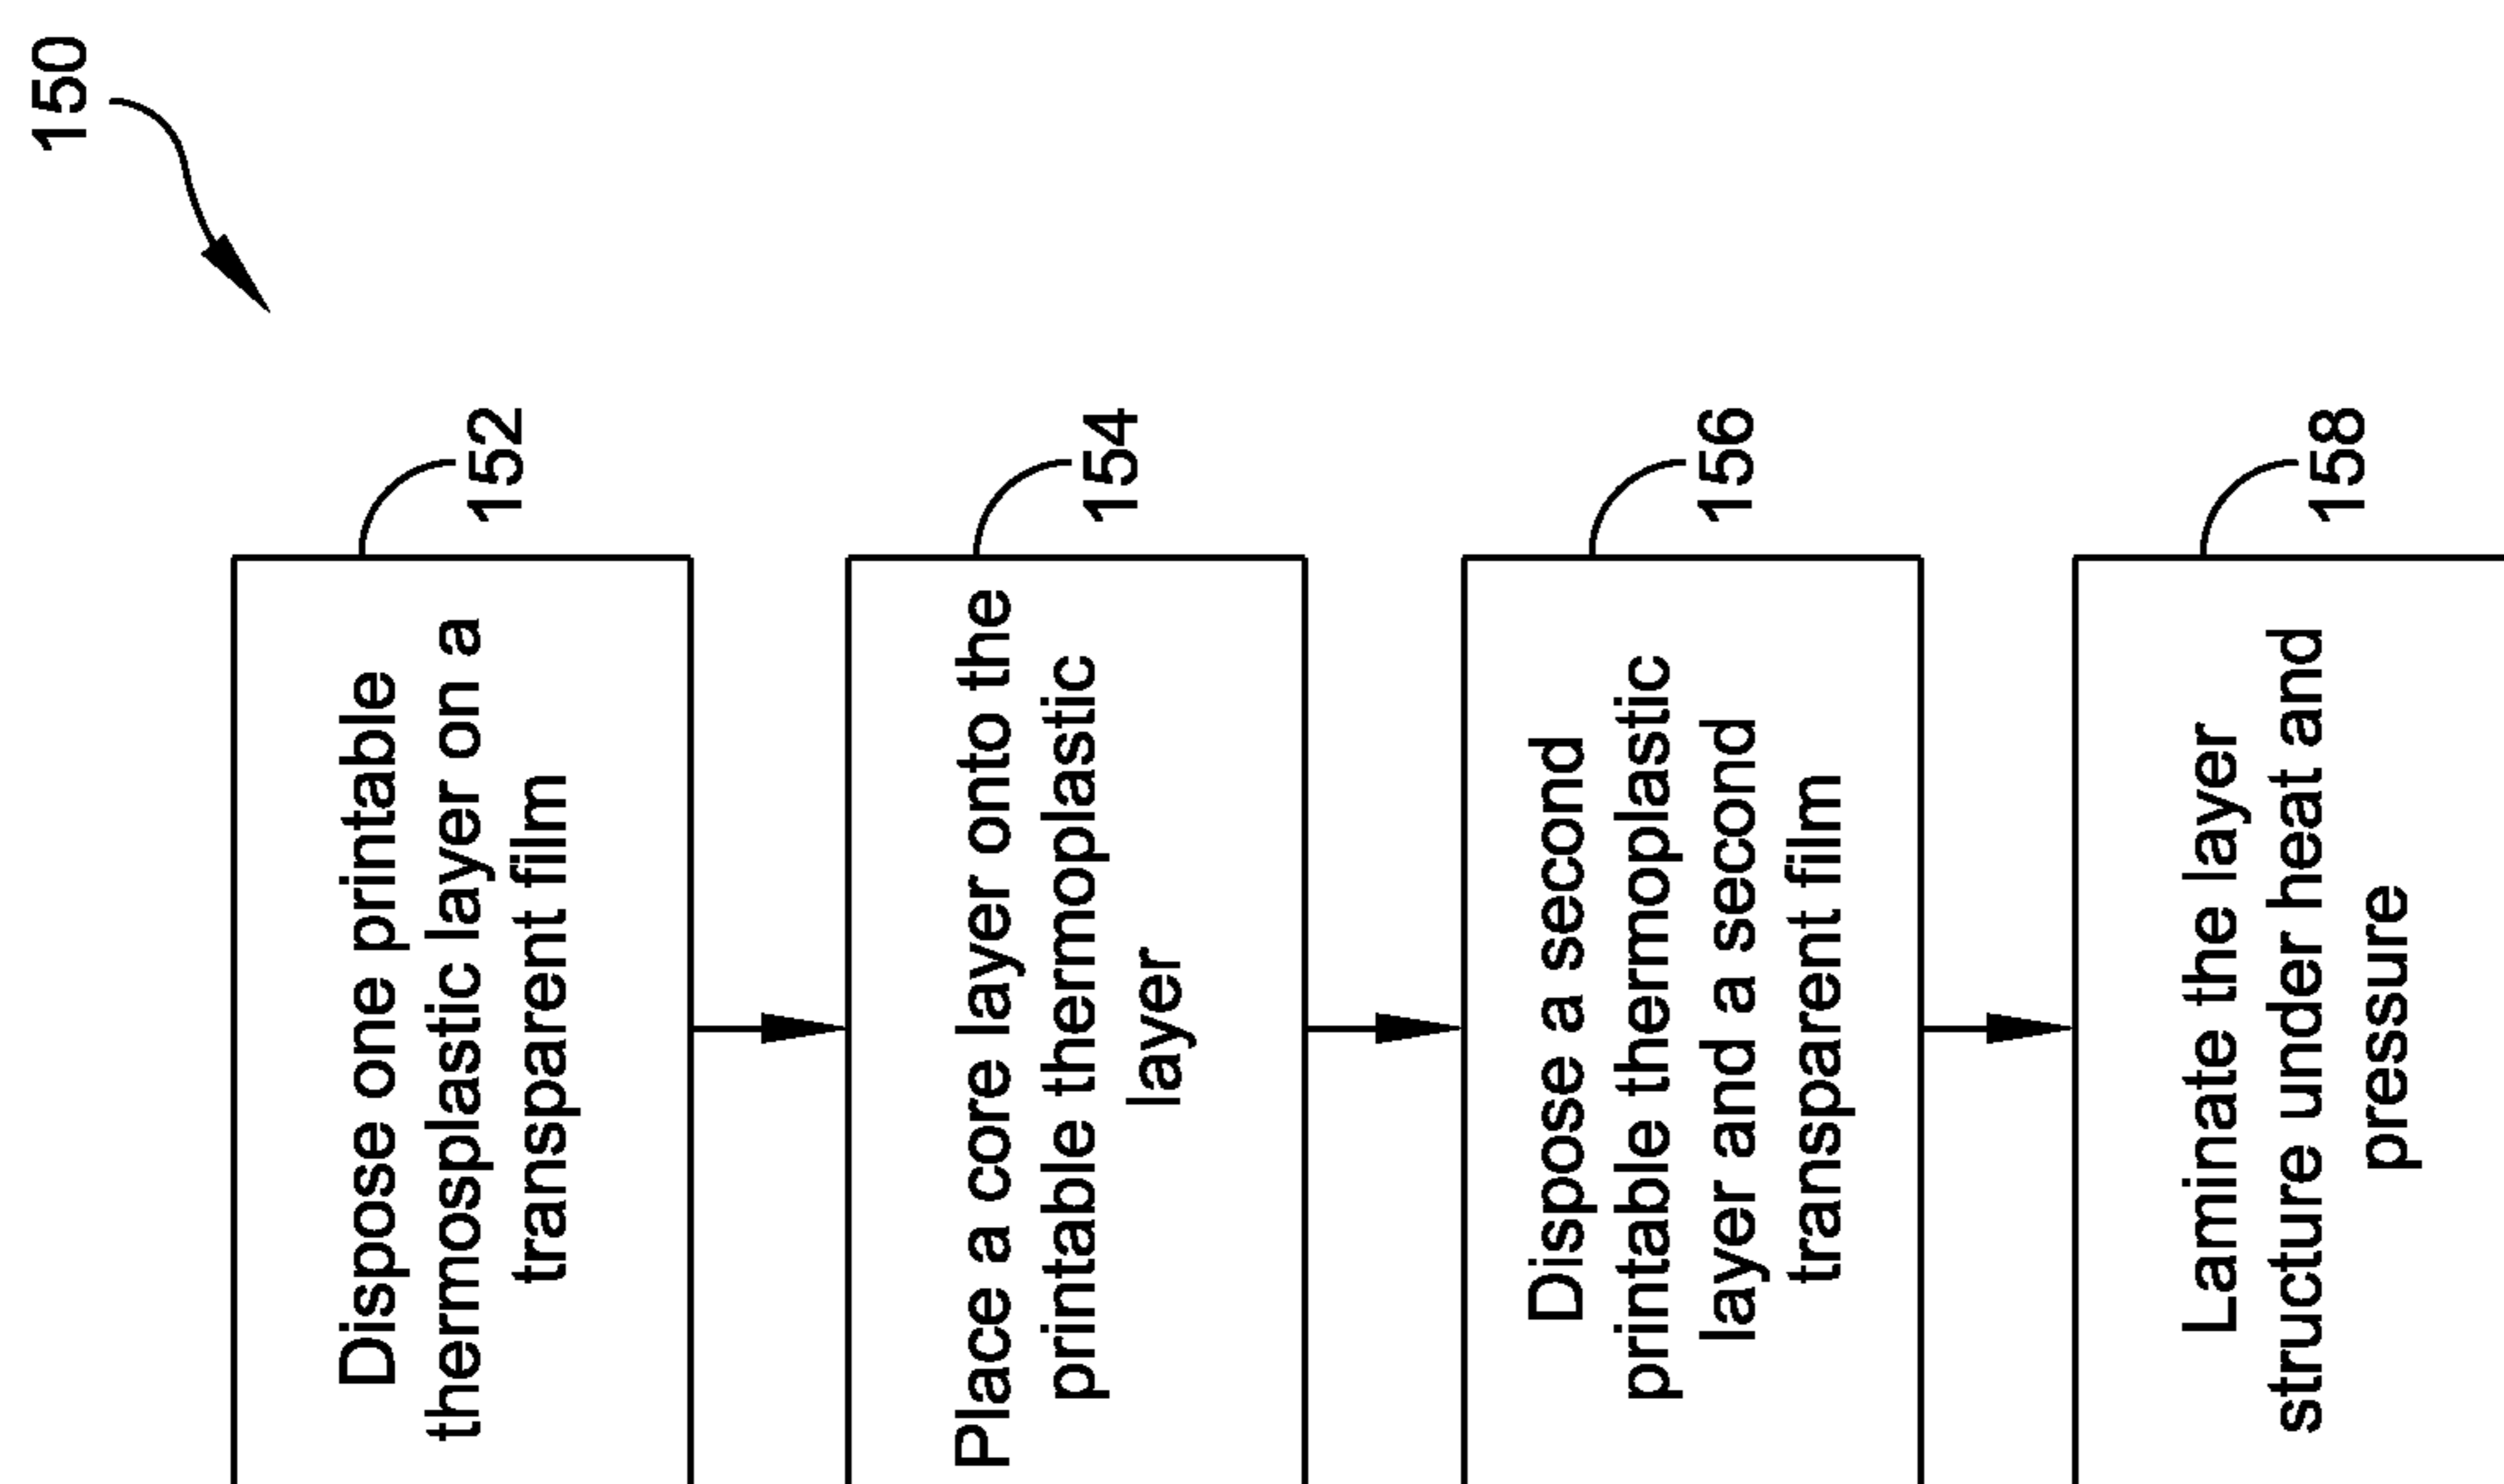 150
152
Dispose one printable
thermosplastic layer on a
transparent film
154
Place a core layer onto the
printable thermoplastic
layer
156
Dispose a second
printable thermoplastic
layer and a second
transparent film
158
Laminate the layer
structure under heat and
pressure